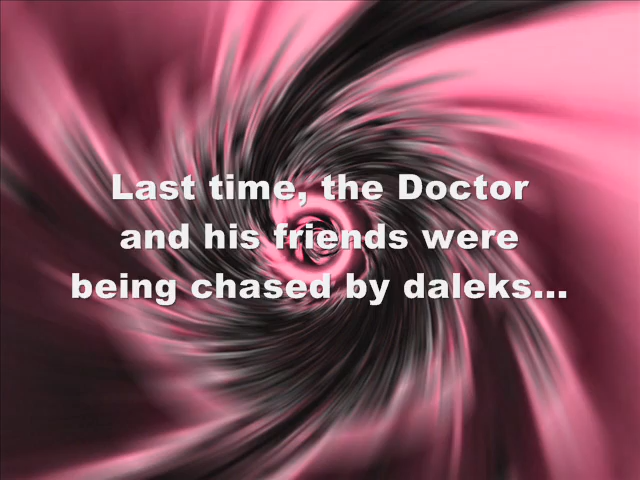 Last time, the Doctor
and his friends were
being chased by daleks...